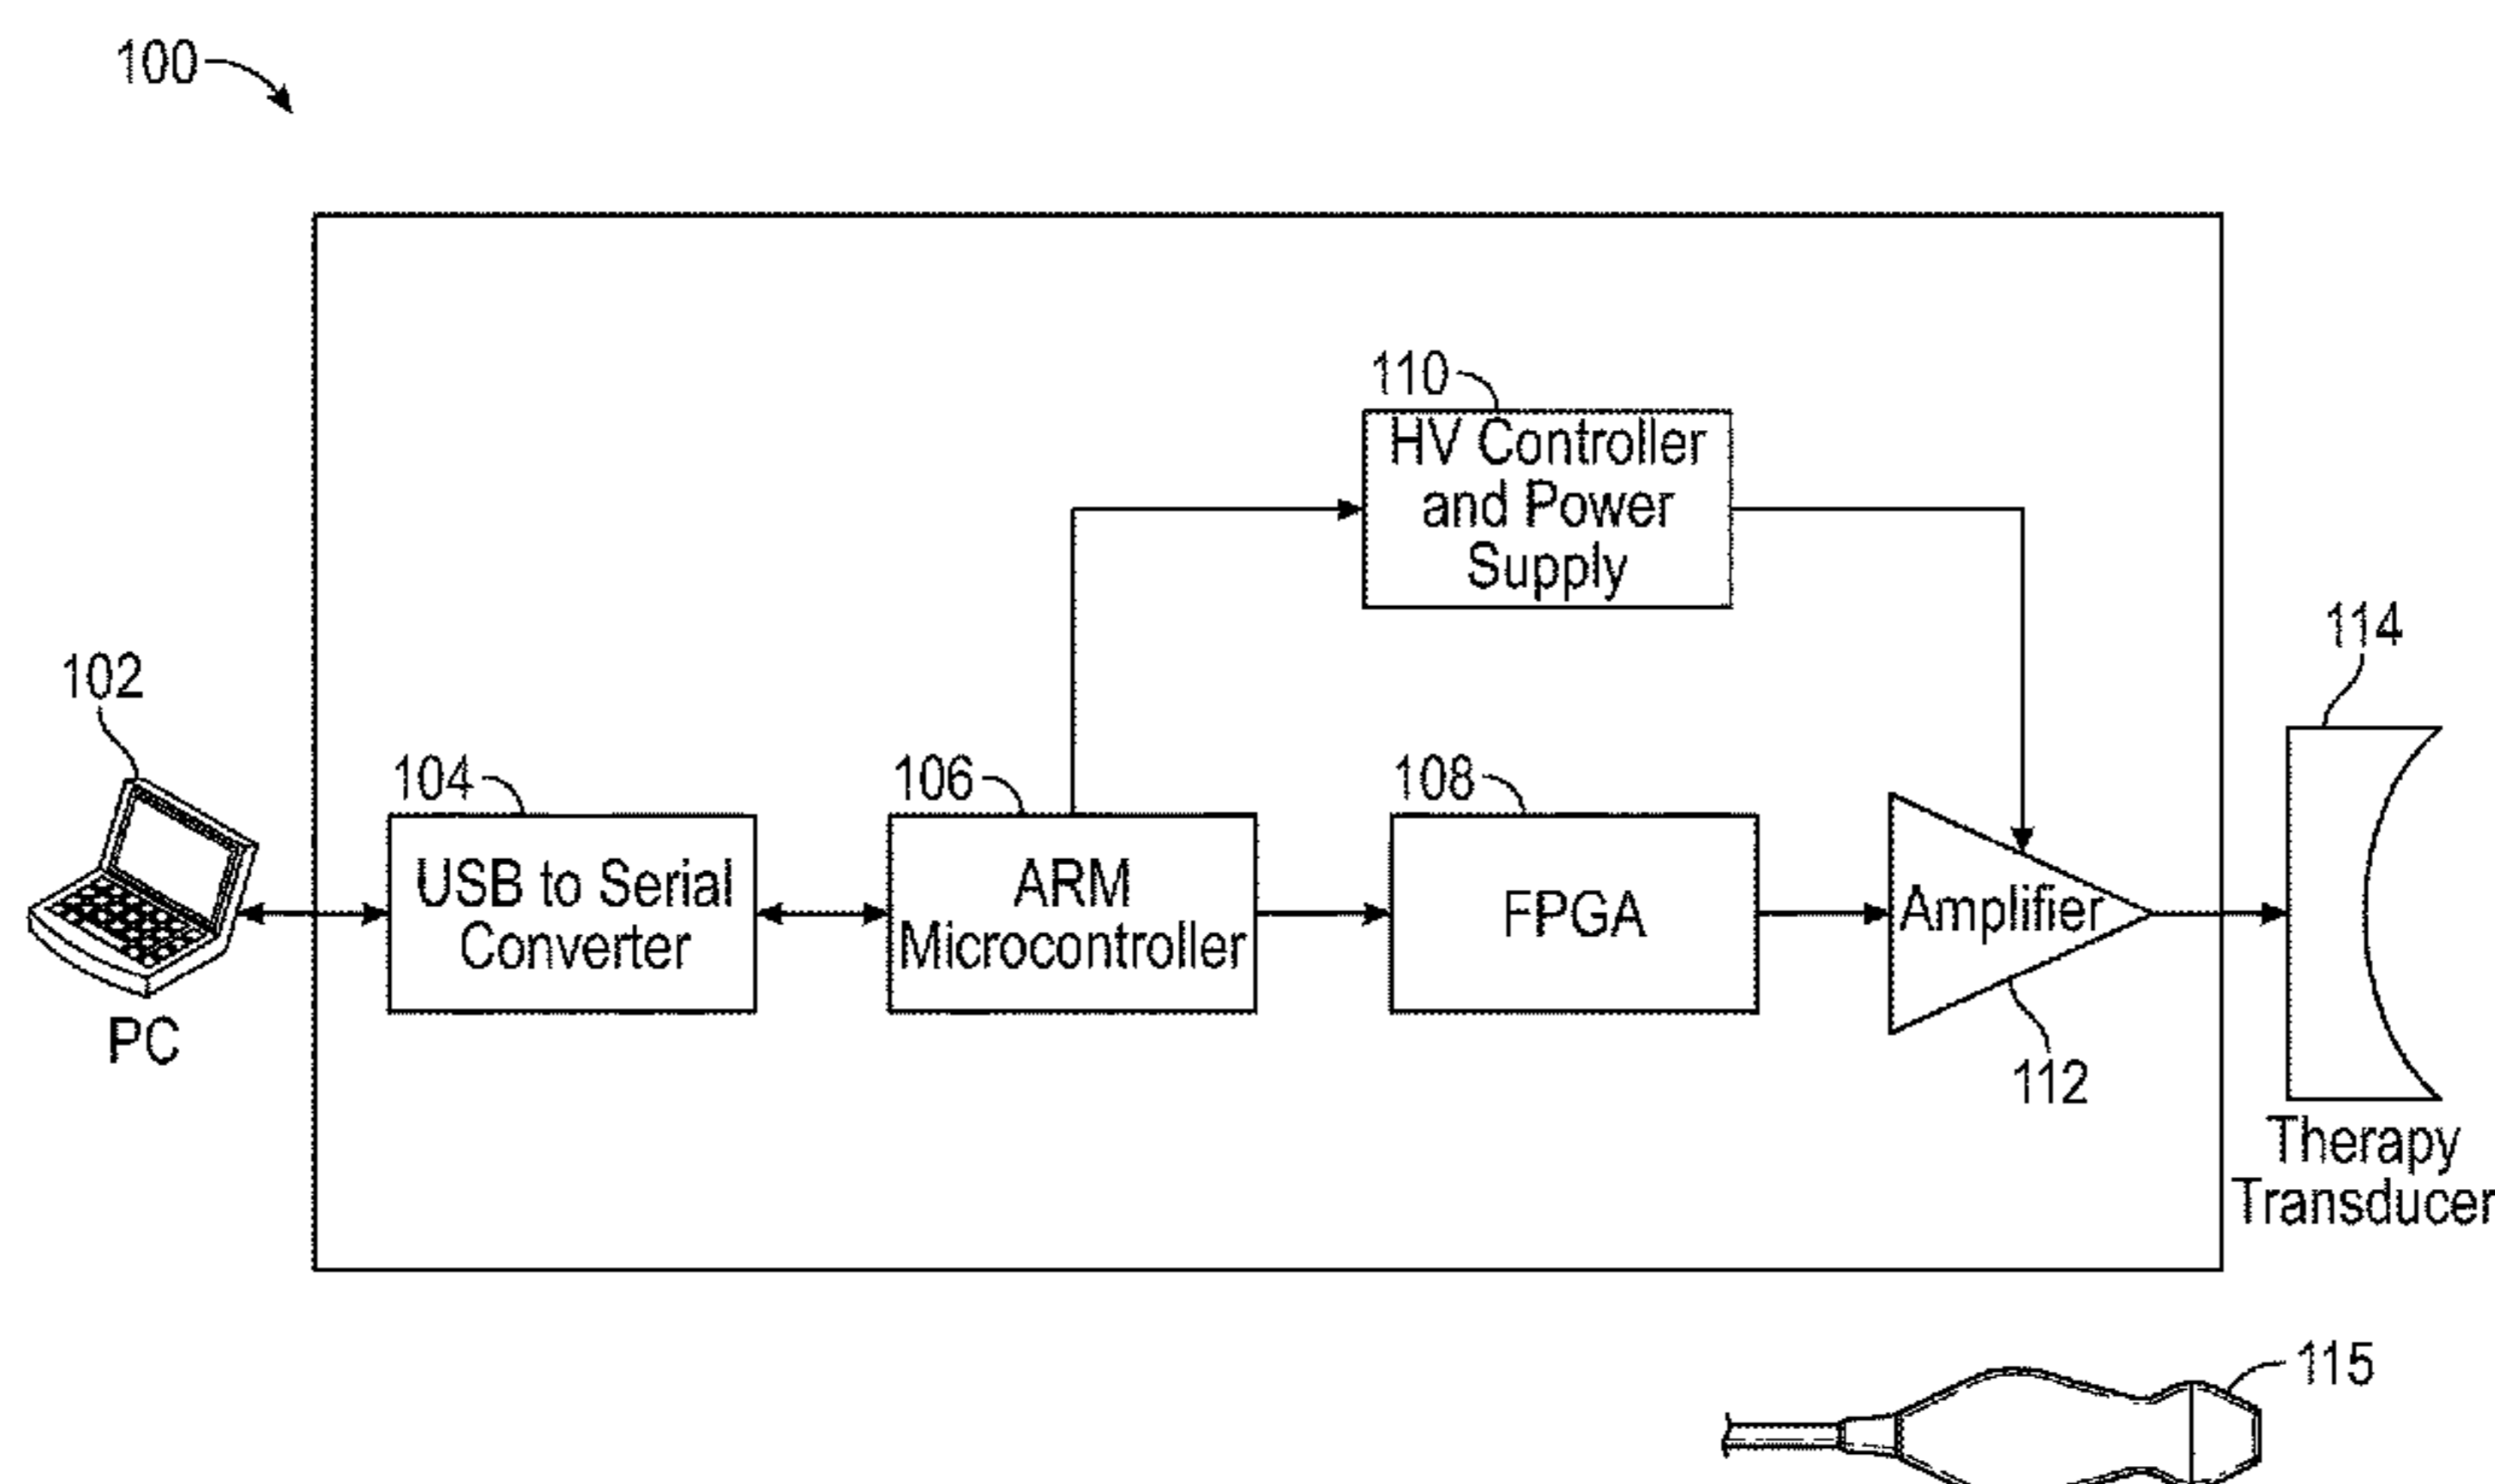 100
110
HV Controller
and Power
Supply
114
102
104
106
108
USB to Serial
Converter
ARM
Microcontroller
FPGA
Amplifier
PC
112
Therapy
Transducer
115